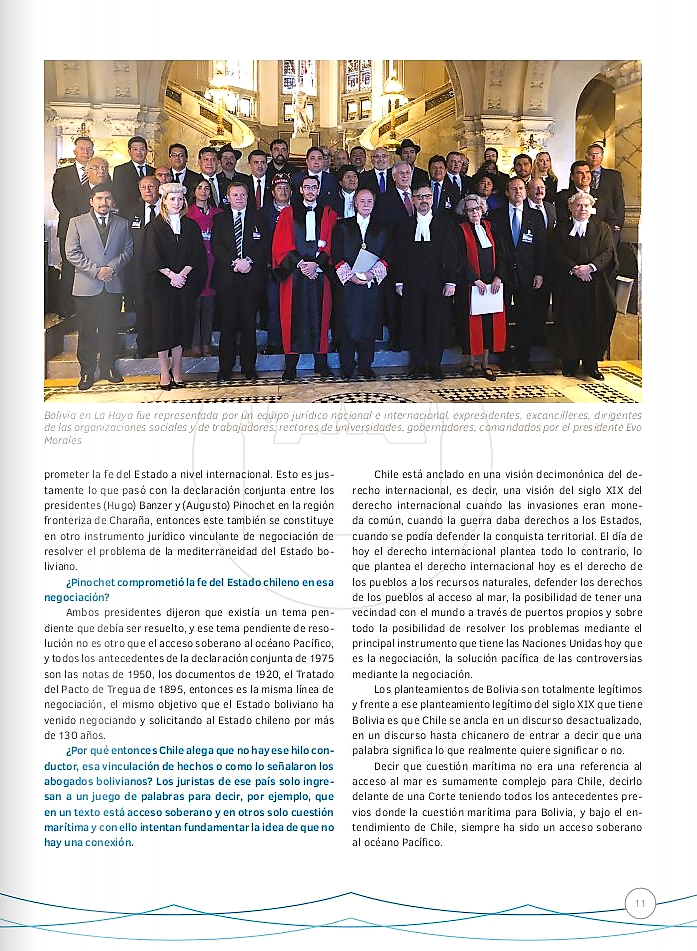 Bolivia en La Haya fue representada por un equipo jurídico nacional e internacional, expresidentes, excancilleres, dirigentes
de las organizaciones sociales y de trabajadores, rectores de universidades, gobernadores, comandados por el presidente Evo
Morales
prometer la fe del Estado a nivel internacional. Esto es jus-
tamente lo que pasó con la declaración conjunta entre los
presidentes (Hugo) Banzer y (Augusto) Pinochet en la región
fronteriza de Charaña, entonces este también se constituye
en otro instrumento jurídico vinculante de negociación de
resolver el problema de la mediterraneidad del Estado bo-
liviano.
¿Pinochet comprometió la fe del Estado chileno en esa
negociación?
Ambos presidentes dijeron que existía un tema pen-
diente que debía ser resuelto, y ese tema pendiente de reso-
lución no es otro que el acceso soberano al océano Pacífico,
y todos los antecedentes de la declaración conjunta de 1975
son las notas de 1950, los documentos de 1920, el Tratado
del Pacto de Tregua de 1895, entonces es la misma línea de
negociación, el mismo objetivo que el Estado boliviano ha
venido negociando y solicitando al Estado chileno por más
de 130 años.
¿Por qué entonces Chile alega que no hay ese hilo con-
ductor, esa vinculación de hechos o como lo señalaron los
abogados bolivianos? Los juristas de ese país solo ingre-
san a un juego de palabras para decir, por ejemplo, que
en un texto está acceso soberano y en otros solo cuestión
marítima y con ello intentan fundamentar la idea de que no
hay una conexión.
Chile está anclado en una visión decimonónica del de-
recho internacional, es decir, una visión del siglo XIX del
derecho internacional cuando las invasiones eran mone-
da común, cuando la guerra daba derechos a los Estados,
cuando se podía defender la conquista territorial. El día de
hoy el derecho internacional plantea todo lo contrario, lo
que plantea el derecho internacional hoy es el derecho de
los pueblos a los recursos naturales, defender los derechos
de los pueblos al acceso al mar, la posibilidad de tener una
vecindad con el mundo a través de puertos propios y sobre
todo la posibilidad de resolver los problemas mediante el
principal instrumento que tiene las Naciones Unidas hoy que
es la negociación, la solución pacífica de las controversias
mediante la negociación.
Los planteamientos de Bolivia son totalmente legítimos
y frente a ese planteamiento legítimo del siglo XIX que tiene
Bolivia es que Chile se ancla en un discurso desactualizado,
en un discurso hasta chicanero de entrar a decir que una
palabra significa lo que realmente quiere significar o no.
Decir que cuestión marítima no era una referencia al
acceso al mar es sumamente complejo para Chile, decirlo
delante de una Corte teniendo todos los antecedentes pre-
vios donde la cuestión marítima para Bolivia, y bajo el en-
tendimiento de Chile, siempre ha sido un acceso soberano
al océano Pacífico.
11